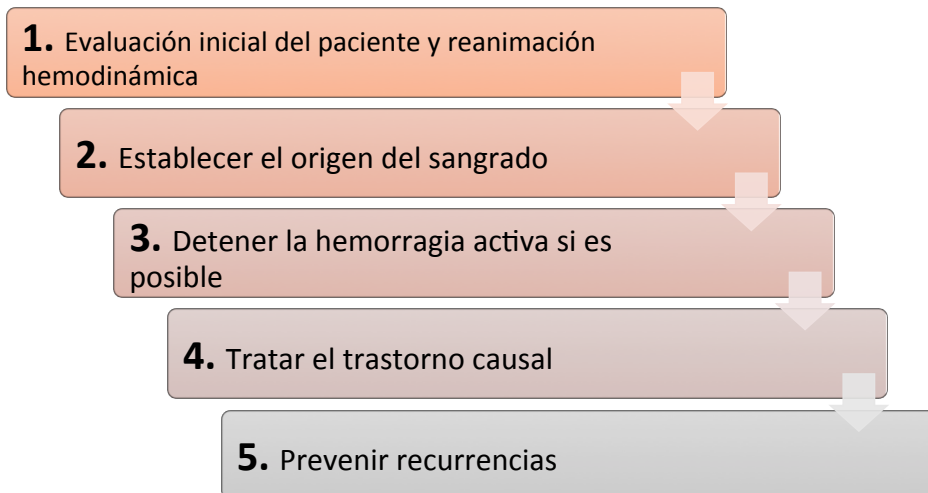 1. Evaluación inicial del paciente y reanimación
hemodinámica
2. Establecer el origen del sangrado
3. Detener la hemorragia activa si es
posible
4. Tratar el trastorno causal
5. Prevenir recurrencias